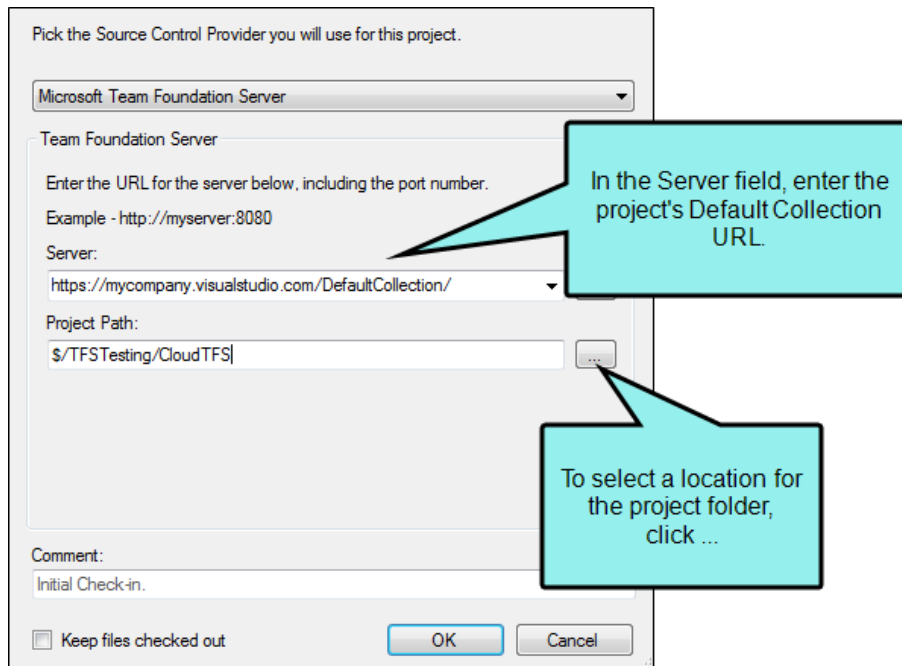 Pick the Source Control Provider you will use for this project.
Microsoft Team Foundation Server
Team Foundation Server
Enter the URL for the server below, including the port number.
Example - http://myserver:8080
Server:
https://mycompany.visualstudio.com/DefaultCollection/
In the Server field, enter the
project's Default Collection
URL.
Project Path:
$/TFSTesting/CloudTFS
...
To select a location for
the project folder,
click ...
Comment:
Initial Check-in.
Keep files checked out
OK
Cancel